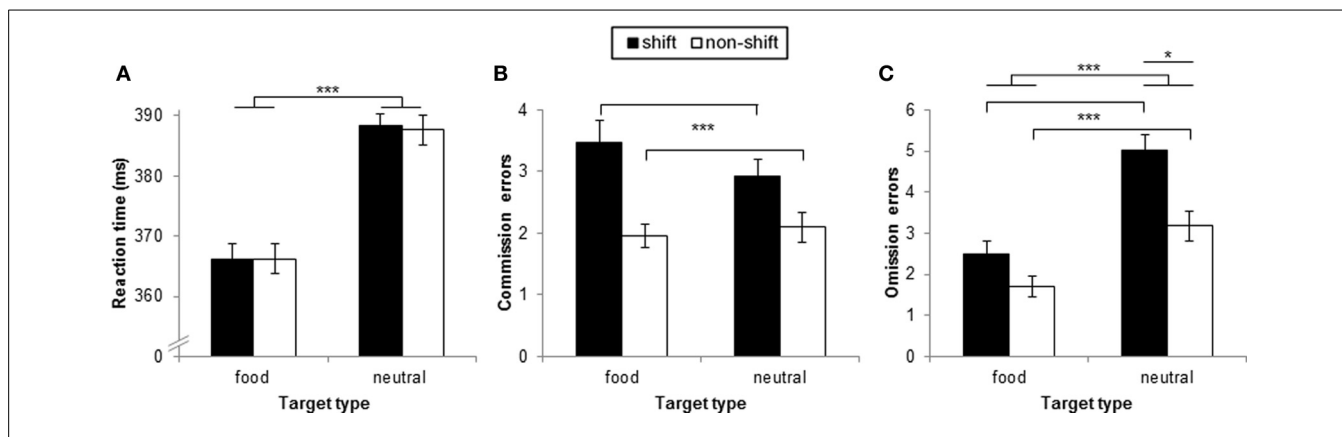 shift non-shift
A
***
Reaction time (ms)
390
380
370
360
0
food neutral
Target type
B
***
Commission errors
4
3
2
1
0
food neutral
Target type
C
*
***
***
Omission errors
6
5
4
3
2
1
0
food neutral
Target type